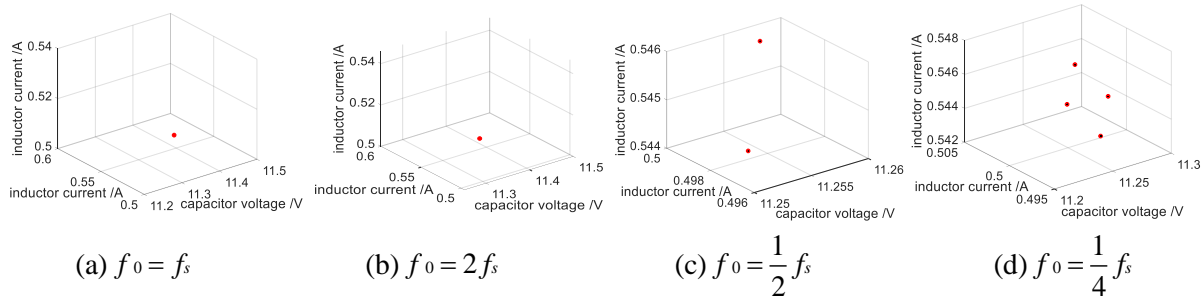 0.54
0.52
0.5
0.6
0.55
0.5
11.2
11.3
11.4
11.5
inductor current /A
inductor current /A
capacitor voltage /V
(a) f₀ = fₛ
0.54
0.52
0.5
0.6
0.55
0.5
11.3
11.4
11.5
inductor current /A
inductor current /A
capacitor voltage /V
(b) f₀ = 2fₛ
0.546
0.545
0.544
0.5
0.498
0.496
11.25
11.255
11.26
inductor current /A
inductor current /A
capacitor voltage /V
(c) f₀ = 1/2 fₛ
0.548
0.546
0.544
0.542
0.505
0.5
0.495
11.2
11.25
11.3
inductor current /A
inductor current /A
capacitor voltage /V
(d) f₀ = 1/4 fₛ